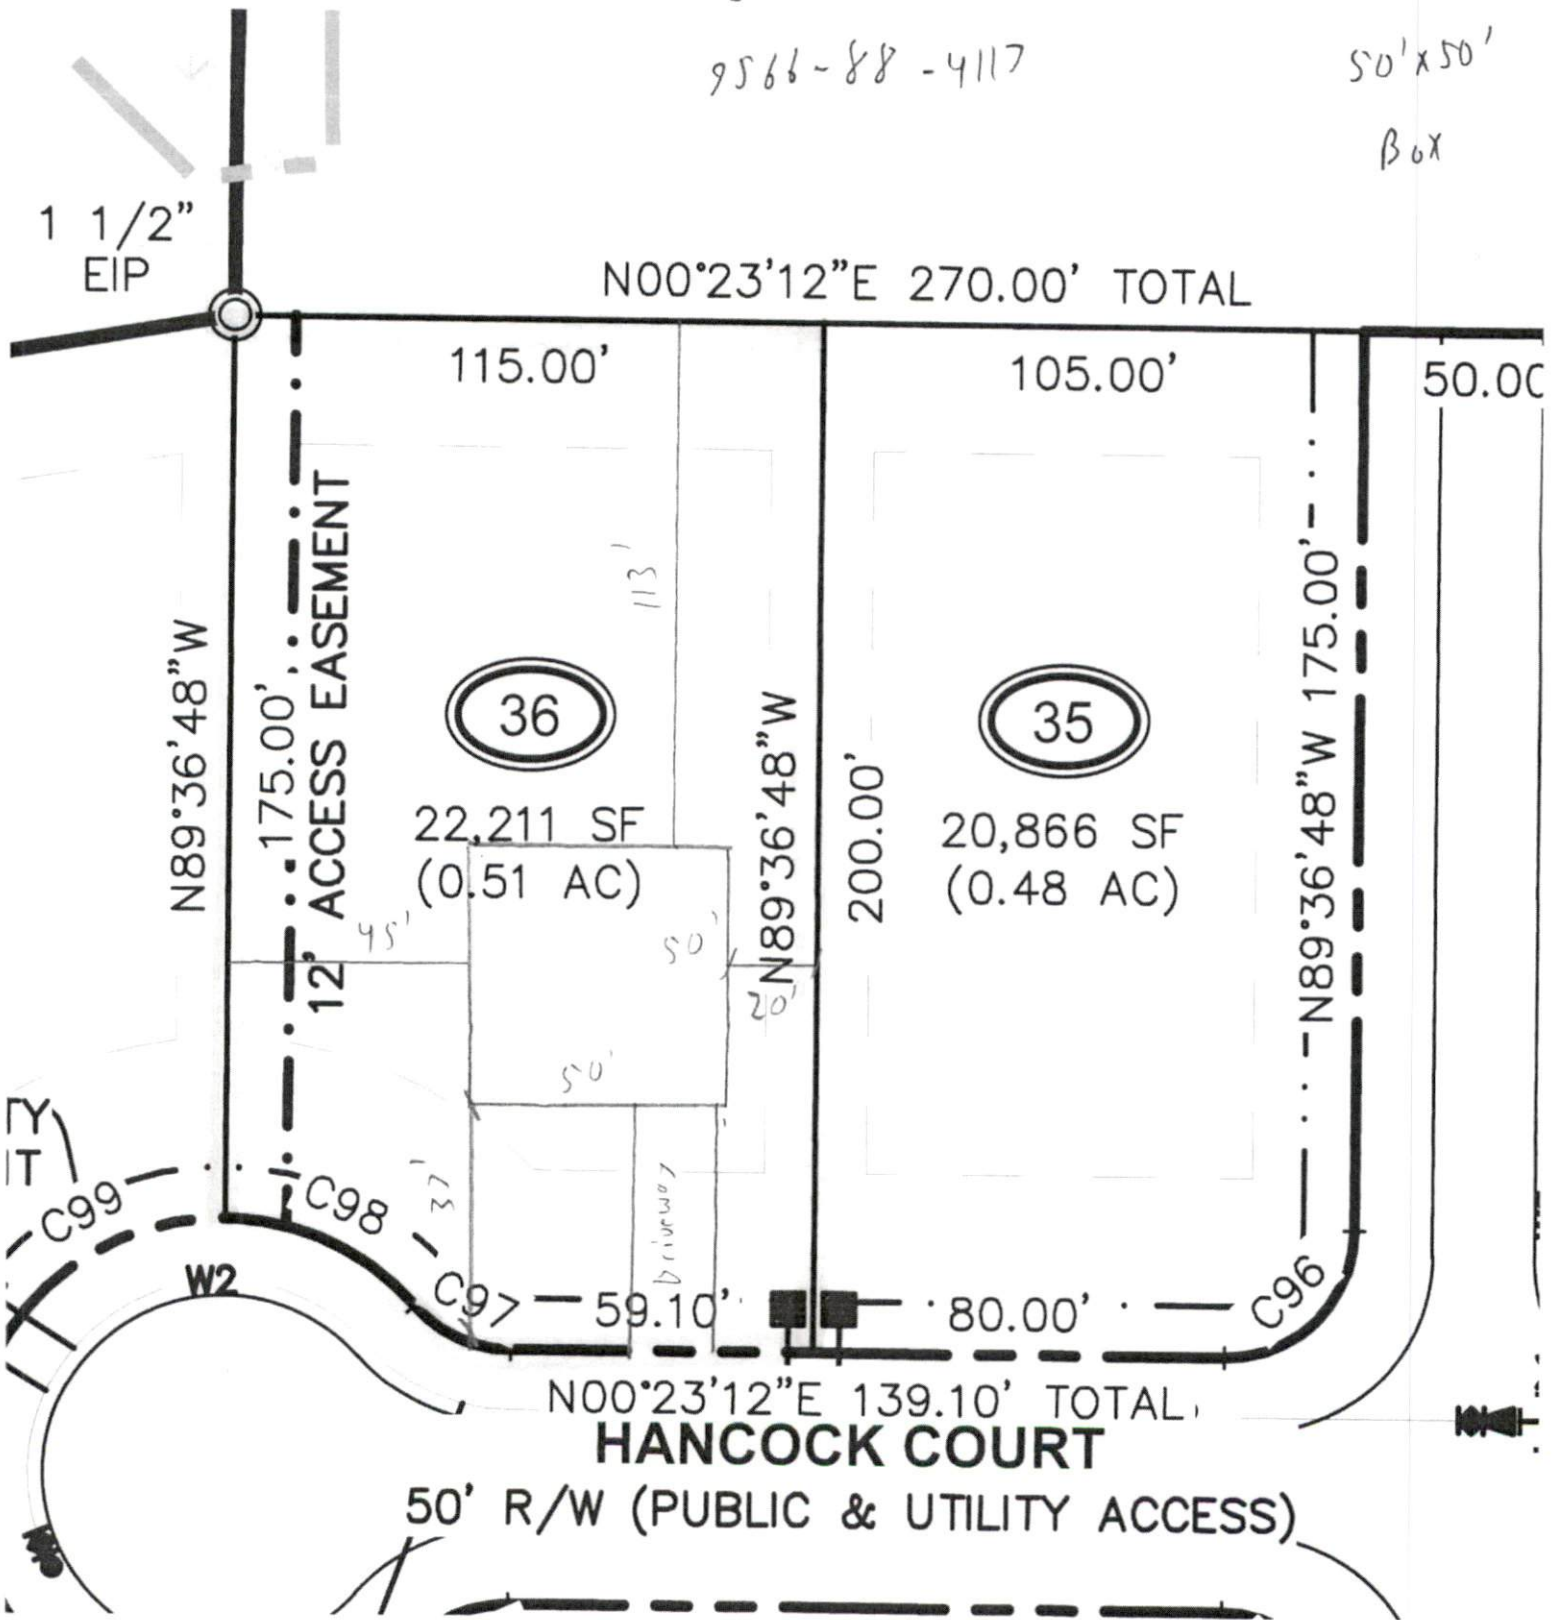 9566-88-4117
50'x50'
Box
1 1/2"
EIP
N00°23'12"E 270.00' TOTAL
115.00'
105.00'
50.00
12' ACCESS EASEMENT
113'
N89°36'48"W
175.00'
36
22,211 SF
(0.51 AC)
N89°36'48"W
200.00'
35
20,866 SF
(0.48 AC)
N89°36'48"W 175.00'
45'
50'
20'
50'
TY
IT
C99
C98
37'
Driveway
W2
C97
59.10'
80.00'
C96
N00°23'12"E 139.10' TOTAL
HANCOCK COURT
50' R/W (PUBLIC & UTILITY ACCESS)